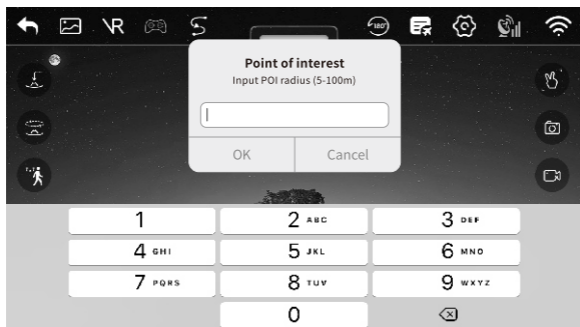 VR
180°
Point of interest
Input POI radius (5-100m)
OK Cancel
1 2 ABC 3 DEF
4 GHI 5 JKL 6 MNO
7 PQRS 8 TUV 9 WXYZ
0